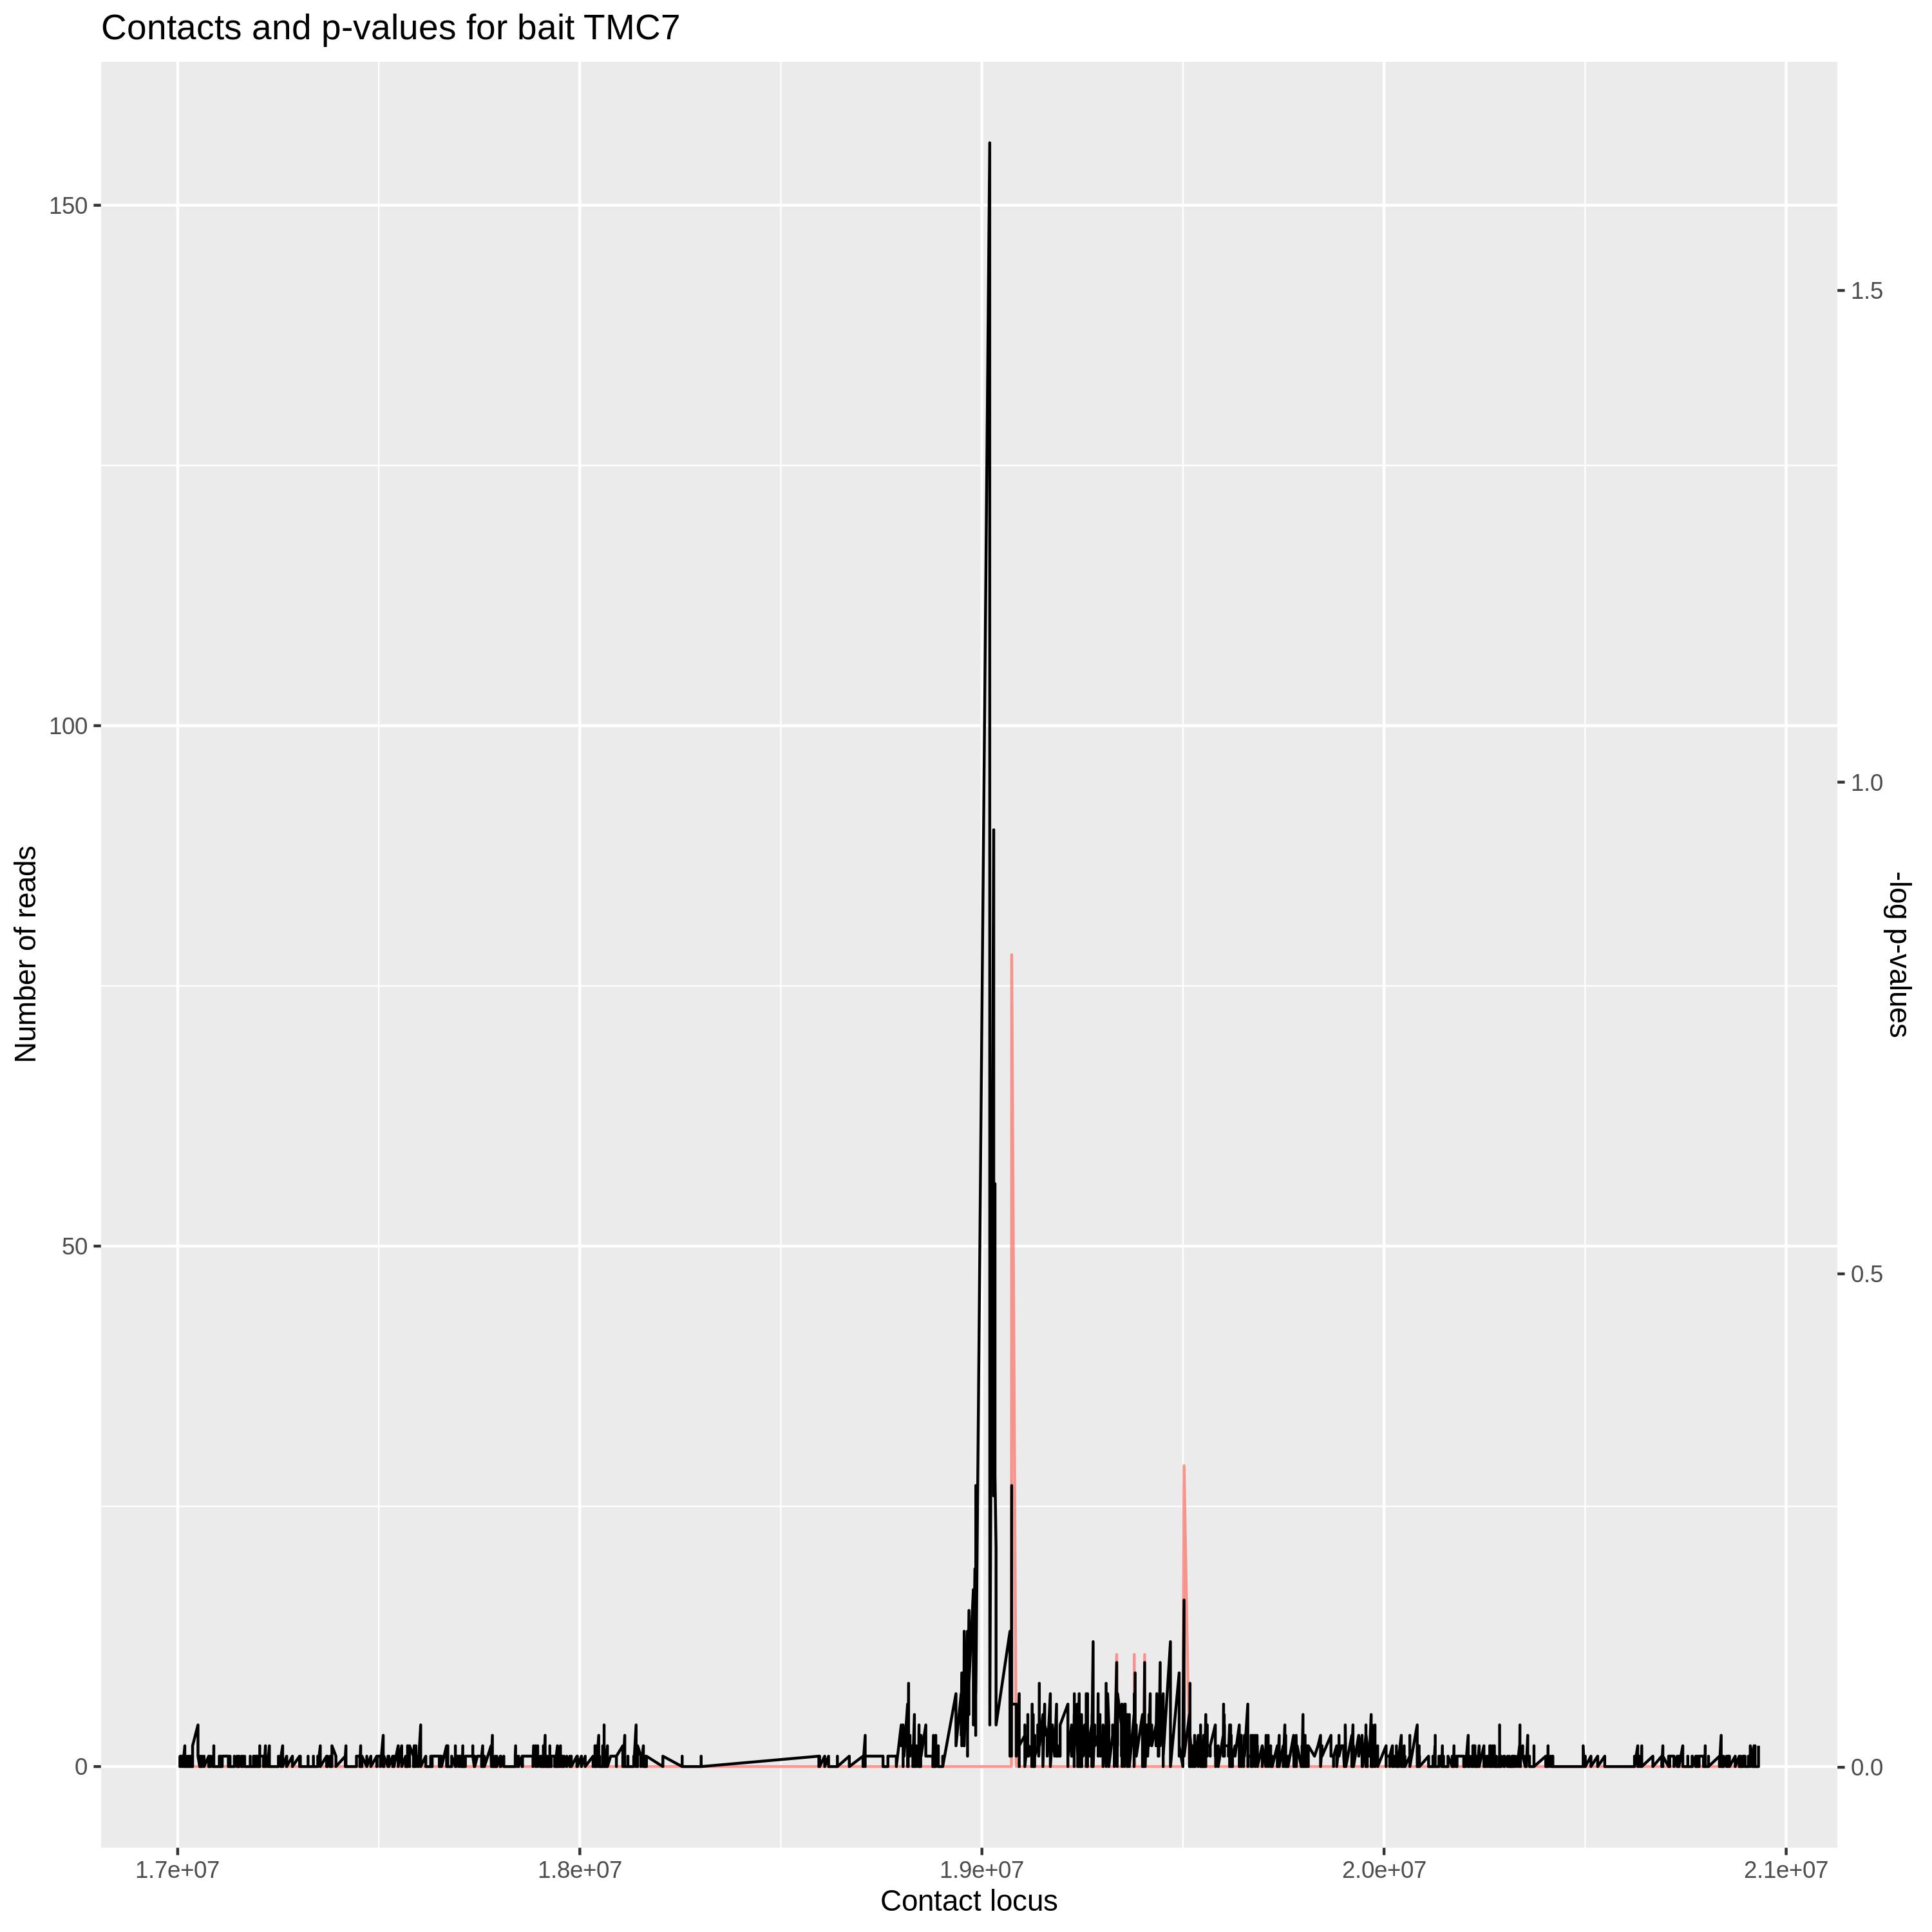 Contacts and p-values for bait TMC7
150
100
50
0
Number of reads
1.5
1.0
0.5
0.0
-log p-values
1.7e+07 1.8e+07 1.9e+07 2.0e+07 2.1e+07
Contact locus